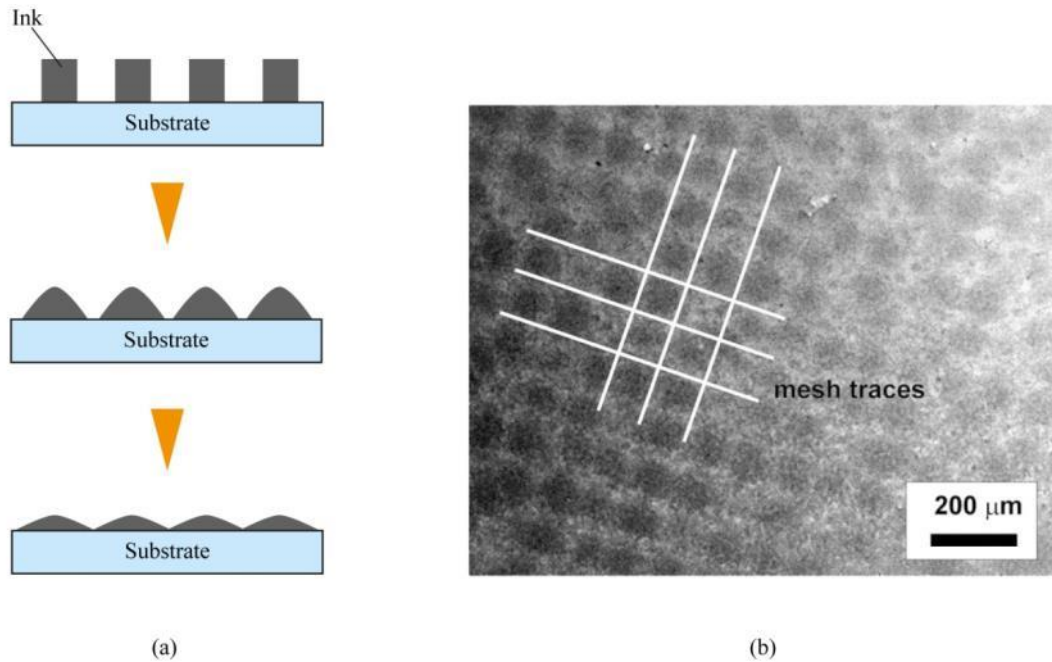 Ink
Substrate
Substrate
Substrate
(a)
mesh traces
200 μm
(b)